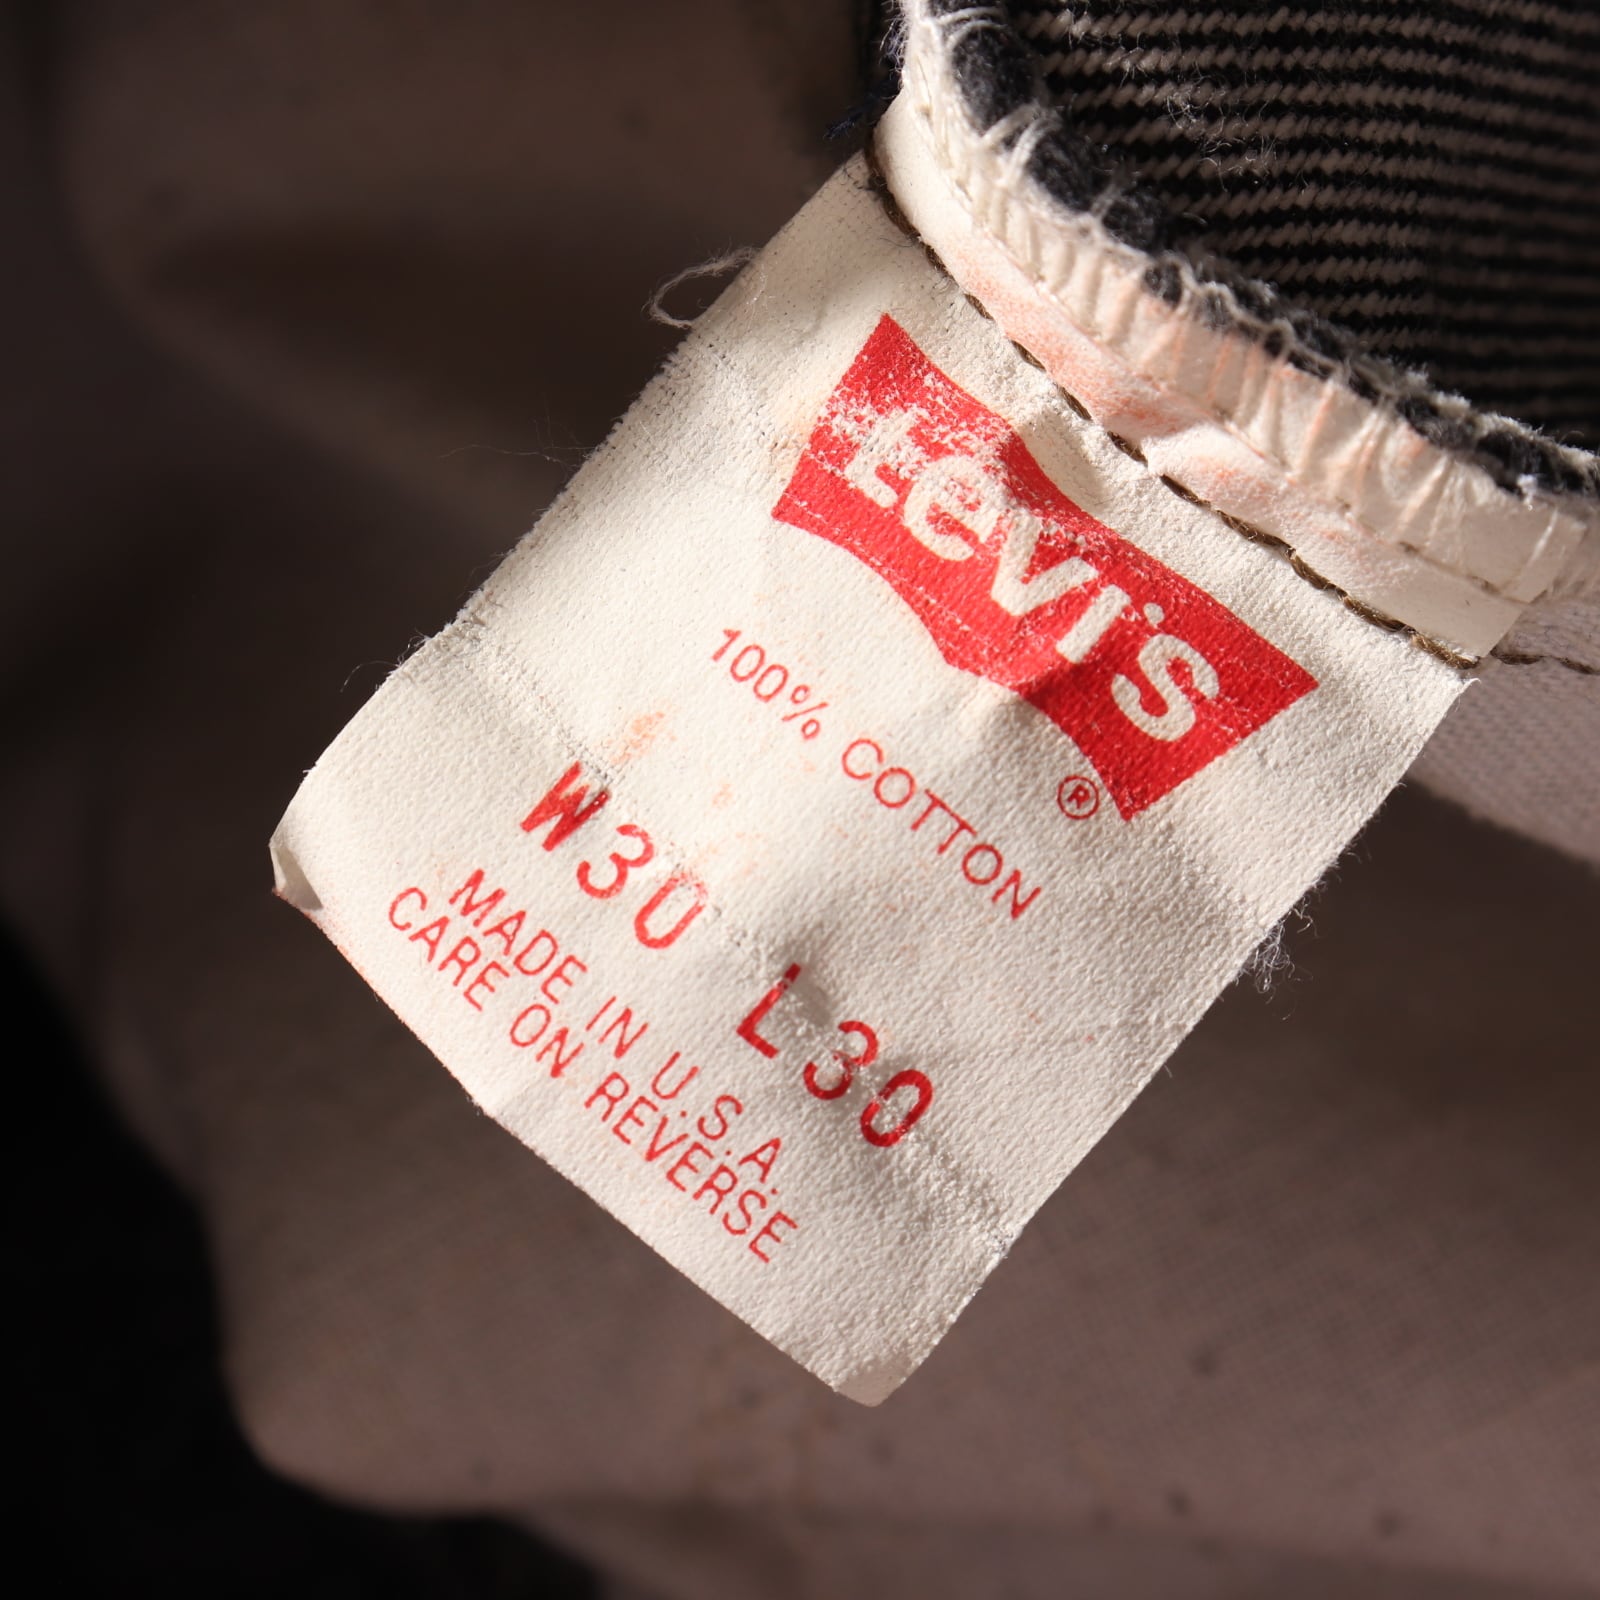 Levi's
®
100% COTTON
W30 L30
MADE IN U.S.A.
CARE ON REVERSE